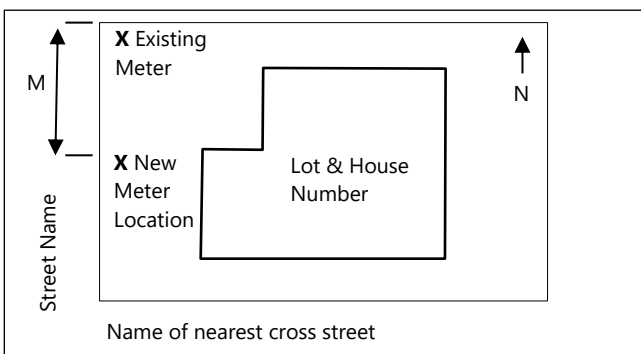 X Existing
Meter
M
N
X New
Meter
Location
Lot & House
Number
Street Name
Name of nearest cross street